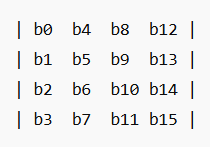 | b0 b4 b8 b12 |
| b1 b5 b9 b13 |
| b2 b6 b10 b14 |
| b3 b7 b11 b15 |